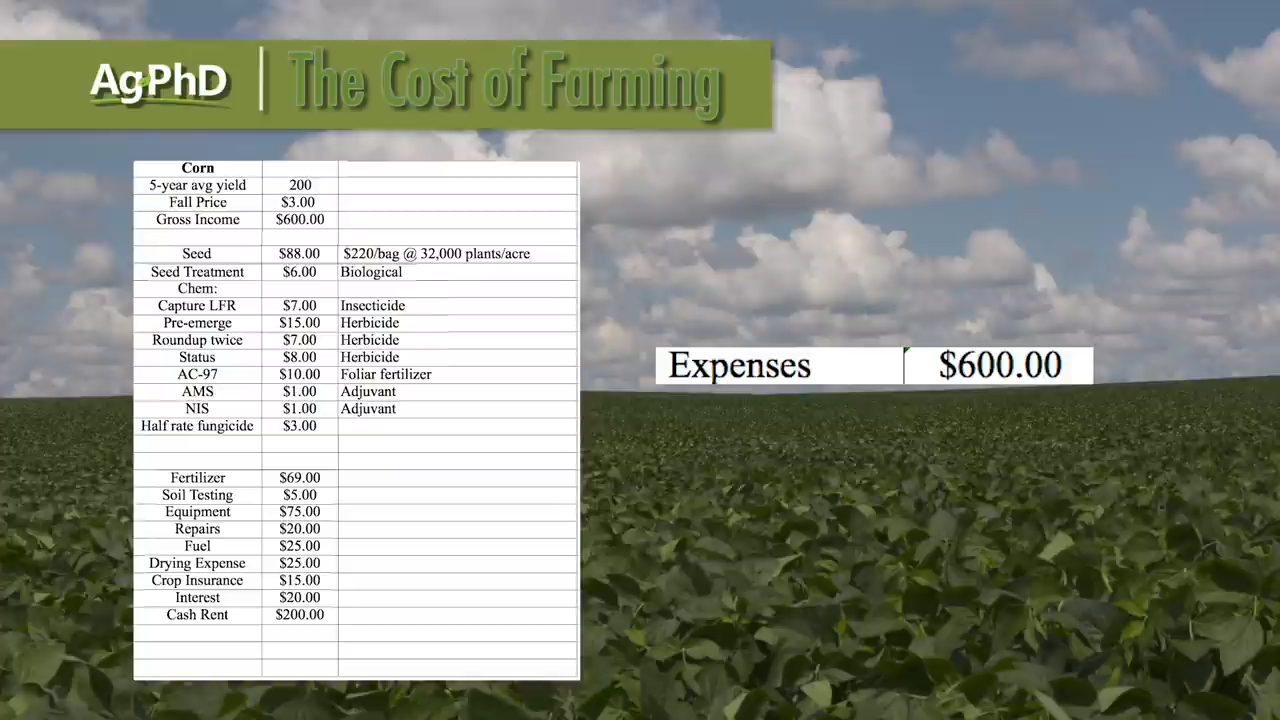 AgPhD The Cost of Farming
Corn
5-year avg yield 200
Fall Price $3.00
Gross Income $600.00
Seed $88.00 $220/bag @ 32,000 plants/acre
Seed Treatment $6.00 Biological
Chem:
Capture LFR $7.00 Insecticide
Pre-emerge $15.00 Herbicide
Roundup twice $7.00 Herbicide
Status $8.00 Herbicide
AC-97 $10.00 Foliar fertilizer
AMS $1.00 Adjuvant
NIS $1.00 Adjuvant
Half rate fungicide $3.00
Fertilizer $69.00
Soil Testing $5.00
Equipment $75.00
Repairs $20.00
Fuel $25.00
Drying Expense $25.00
Crop Insurance $15.00
Interest $20.00
Cash Rent $200.00
Expenses $600.00